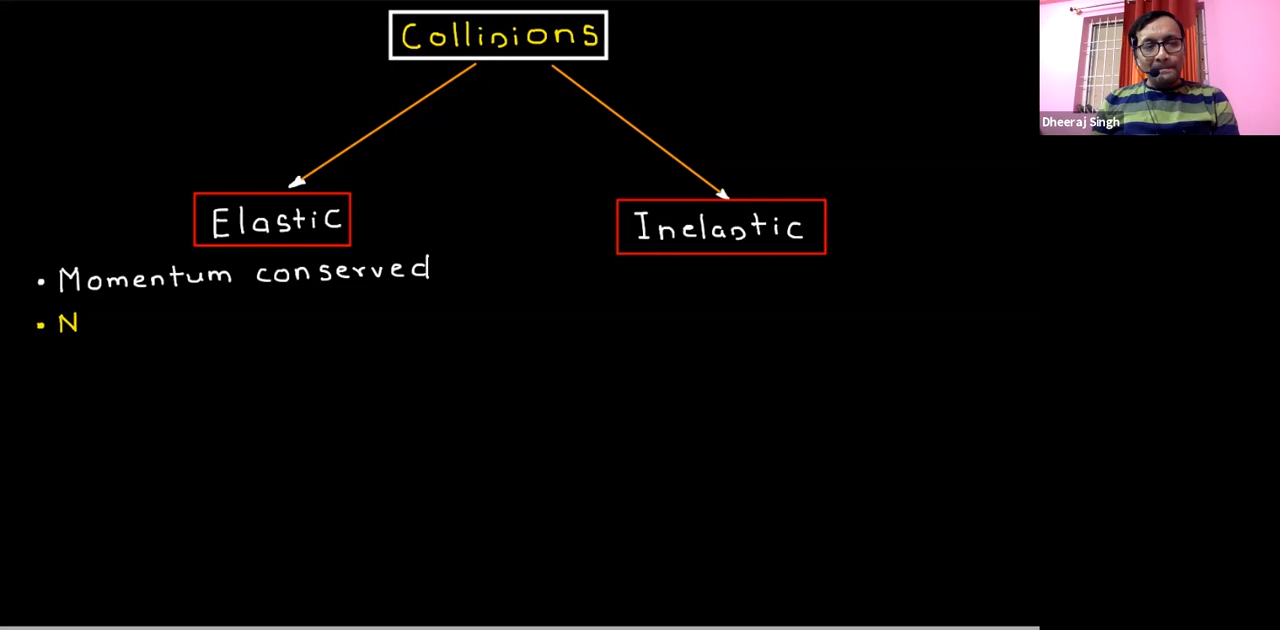 Collisions
Dheeraj Singh
Elastic
Inelastic
• Momentum conserved
• N